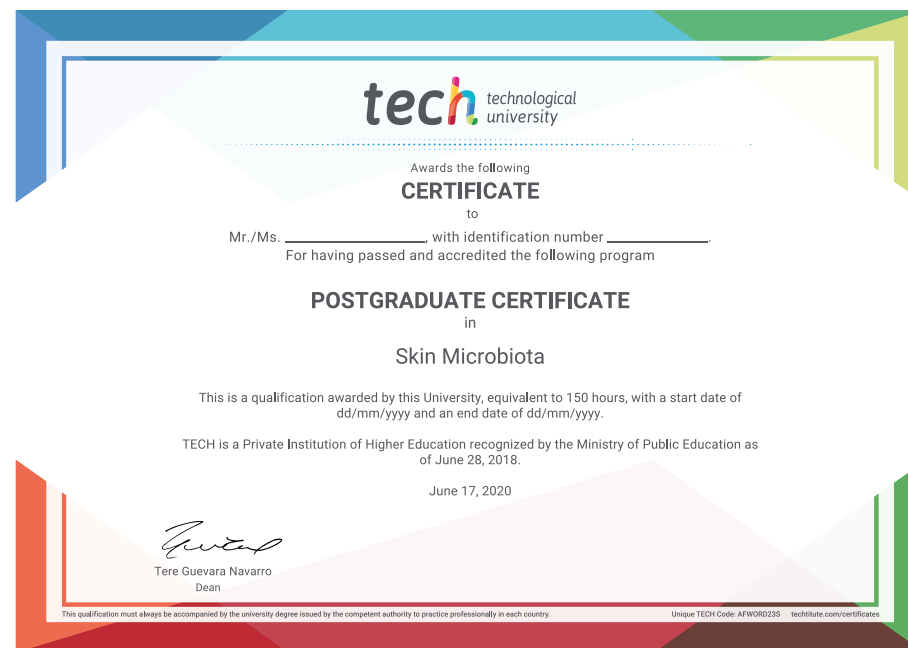 tech technological
university
Awards the following
CERTIFICATE
to
Mr./Ms. ____________________, with identification number ______________.
For having passed and accredited the following program
POSTGRADUATE CERTIFICATE
in
Skin Microbiota
This is a qualification awarded by this University, equivalent to 150 hours, with a start date of
dd/mm/yyyy and an end date of dd/mm/yyyy.
TECH is a Private Institution of Higher Education recognized by the Ministry of Public Education as
of June 28, 2018.
June 17, 2020
Tere Guevara Navarro
Dean
This qualification must always be accompanied by the university degree issued by the competent authority to practice professionally in each country. Unique TECH Code: AFWORD23S techtitute.com/certificates